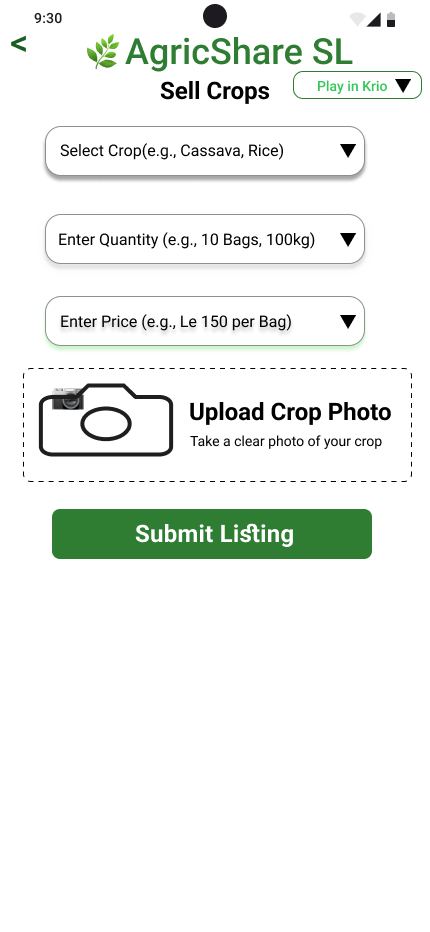 9:30
<
AgricShare SL
Sell Crops
Play in Krio
Select Crop(e.g., Cassava, Rice)
Enter Quantity (e.g., 10 Bags, 100kg)
Enter Price (e.g., Le 150 per Bag)
Upload Crop Photo
Take a clear photo of your crop
Submit Listing